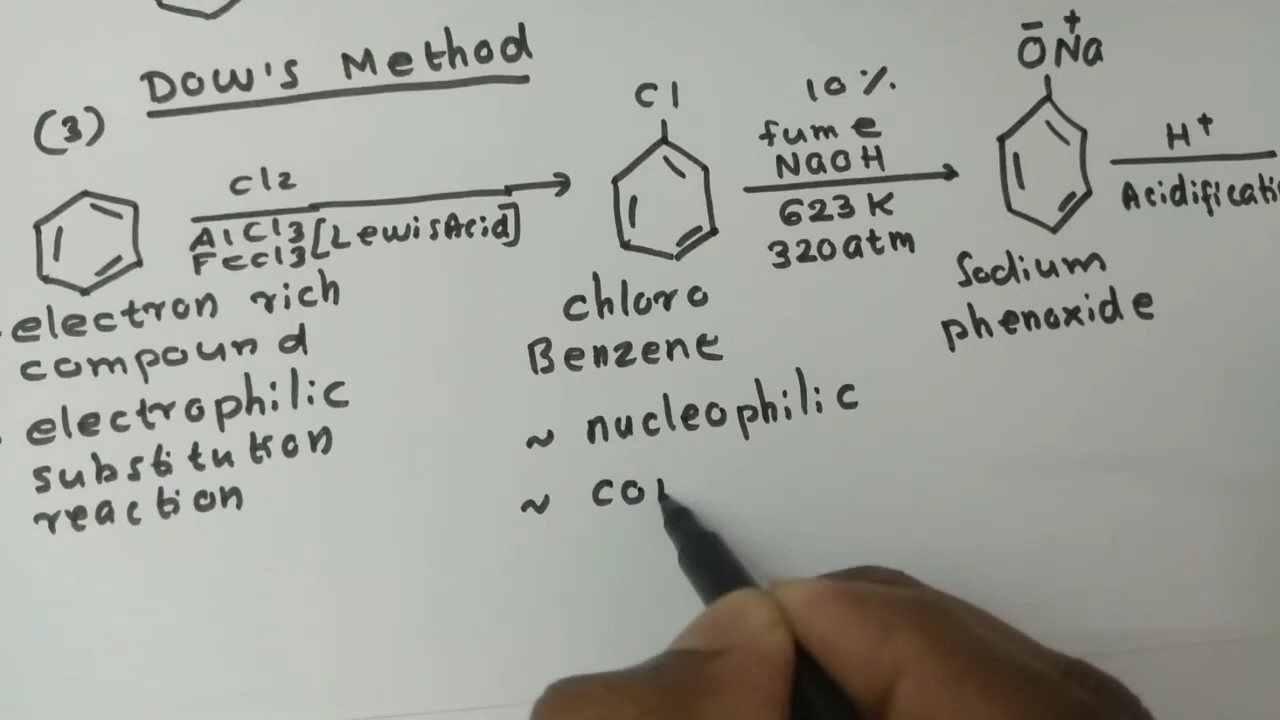 (3) Dow's Method
Cl2
AlCl3 [Lewis Acid]
FeCl3
electron rich
compound
electrophilic
substitution
reaction
Cl
chloro
Benzene
~ nucleophilic
~ co
10%
fume
NaOH
623 K
320 atm
ŌN⁺a
Sodium
phenoxide
H⁺
Acidificati